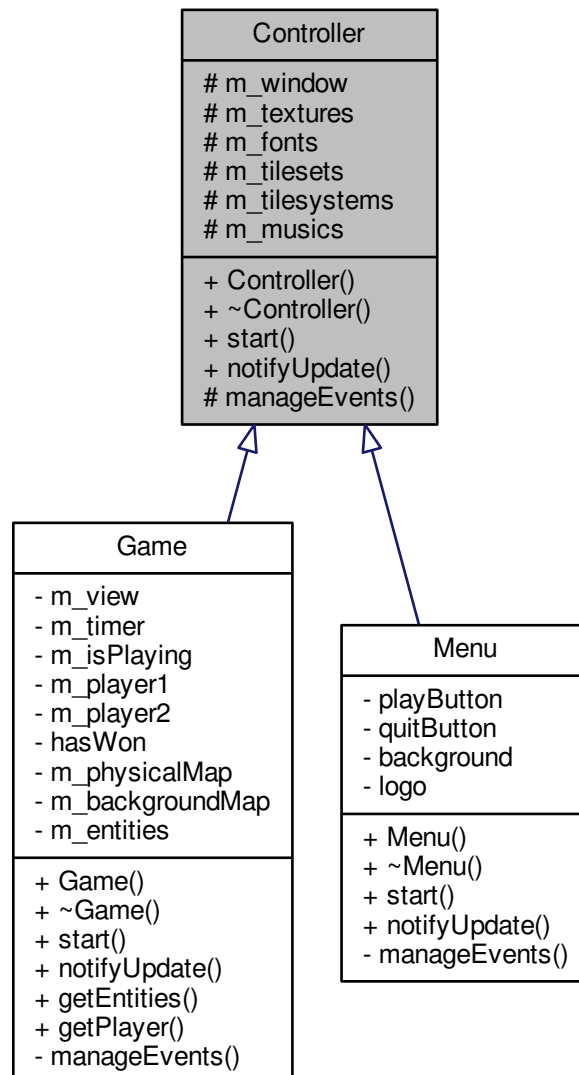 Controller
# m_window
# m_textures
# m_fonts
# m_tilesets
# m_tilesystems
# m_musics
+ Controller()
+ ~Controller()
+ start()
+ notifyUpdate()
# manageEvents()
Game
- m_view
- m_timer
- m_isPlaying
- m_player1
- m_player2
- hasWon
- m_physicalMap
- m_backgroundMap
- m_entities
+ Game()
+ ~Game()
+ start()
+ notifyUpdate()
+ getEntities()
+ getPlayer()
- manageEvents()
Menu
- playButton
- quitButton
- background
- logo
+ Menu()
+ ~Menu()
+ start()
+ notifyUpdate()
- manageEvents()